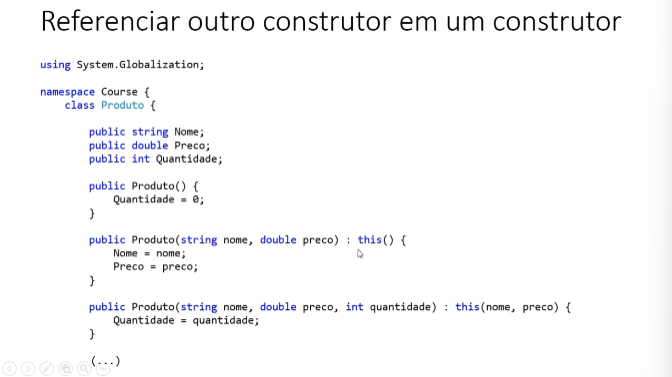 Referenciar outro construtor em um construtor
using System.Globalization;
namespace Course {
class Produto {
public string Nome;
public double Preco;
public int Quantidade;
public Produto() {
Quantidade = 0;
}
public Produto(string nome, double preco) : this() {
Nome = nome;
Preco = preco;
}
public Produto(string nome, double preco, int quantidade) : this(nome, preco) {
Quantidade = quantidade;
}
(...)